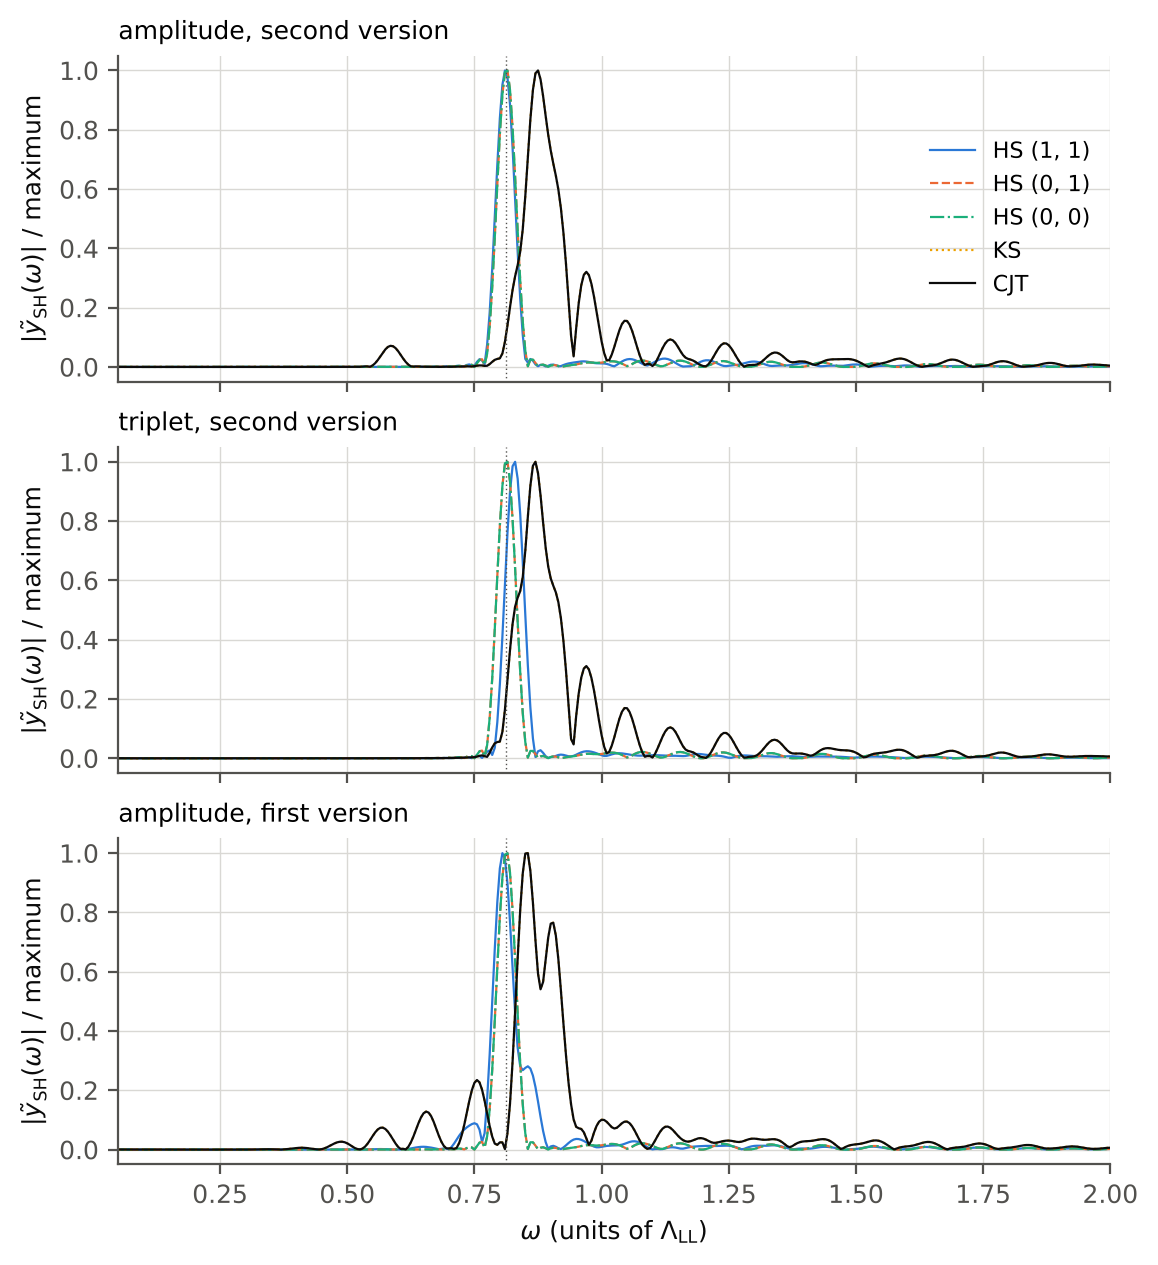 amplitude, second version
|ỹ_SH(ω)| / maximum
1.0
0.8
0.6
0.4
0.2
0.0
HS (1, 1)
HS (0, 1)
HS (0, 0)
KS
CJT
triplet, second version
|ỹ_SH(ω)| / maximum
1.0
0.8
0.6
0.4
0.2
0.0
amplitude, first version
|ỹ_SH(ω)| / maximum
1.0
0.8
0.6
0.4
0.2
0.0
0.25 0.50 0.75 1.00 1.25 1.50 1.75 2.00
ω (units of Λ_LL)